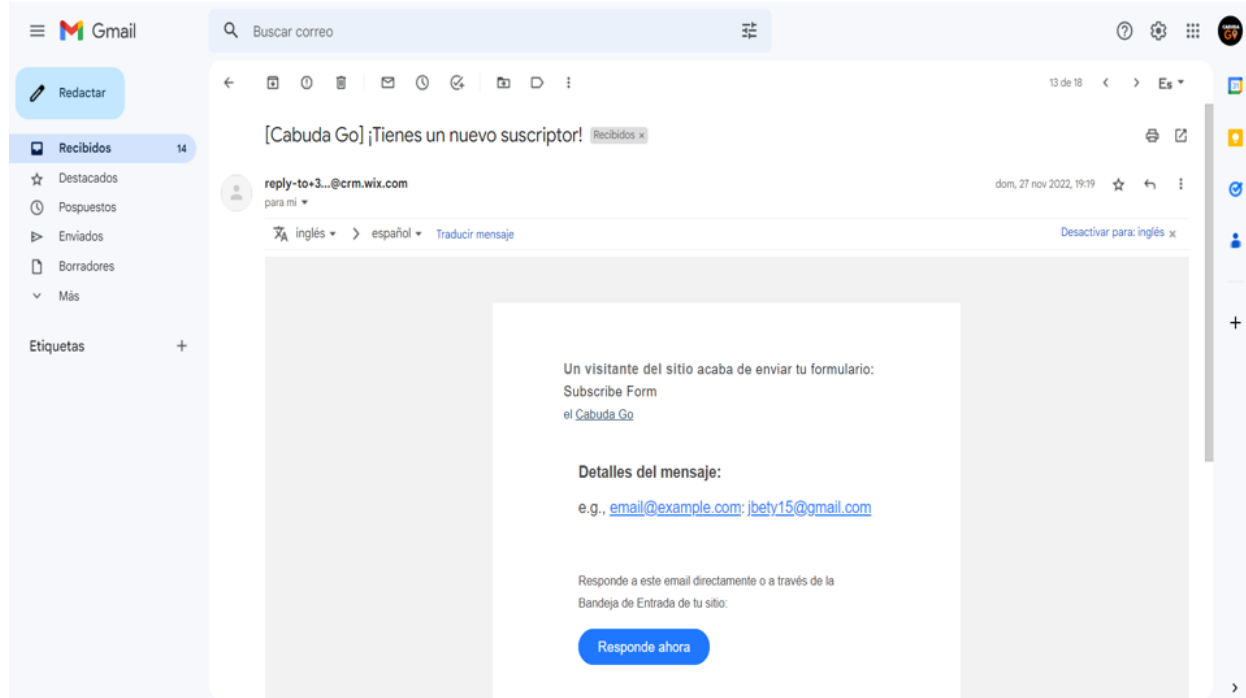 Gmail
Buscar correo
CABUDA
GO
Redactar
13 de 18
Es
[Cabuda Go] ¡Tienes un nuevo suscriptor!
Recibidos x
Recibidos 14
Destacados
Pospuestos
Enviados
Borradores
Más
Etiquetas
reply-to+3...@crm.wix.com
dom, 27 nov 2022, 19:19
para mí
inglés > español Traducir mensaje
Desactivar para: inglés x
Un visitante del sitio acaba de enviar tu formulario:
Subscribe Form
el Cabuda Go
Detalles del mensaje:
e.g., email@example.com: jbety15@gmail.com
Responde a este email directamente o a través de la
Bandeja de Entrada de tu sitio:
Responde ahora
31